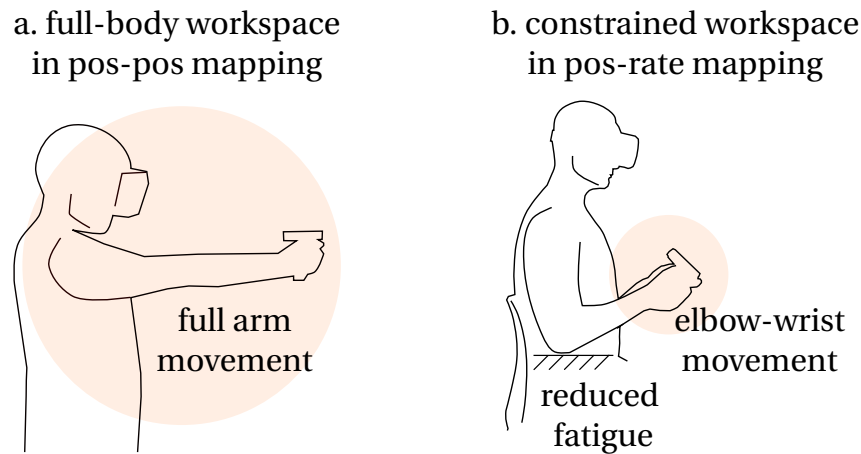 a. full-body workspace
in pos-pos mapping
full arm
movement
b. constrained workspace
in pos-rate mapping
elbow-wrist
movement
reduced
fatigue